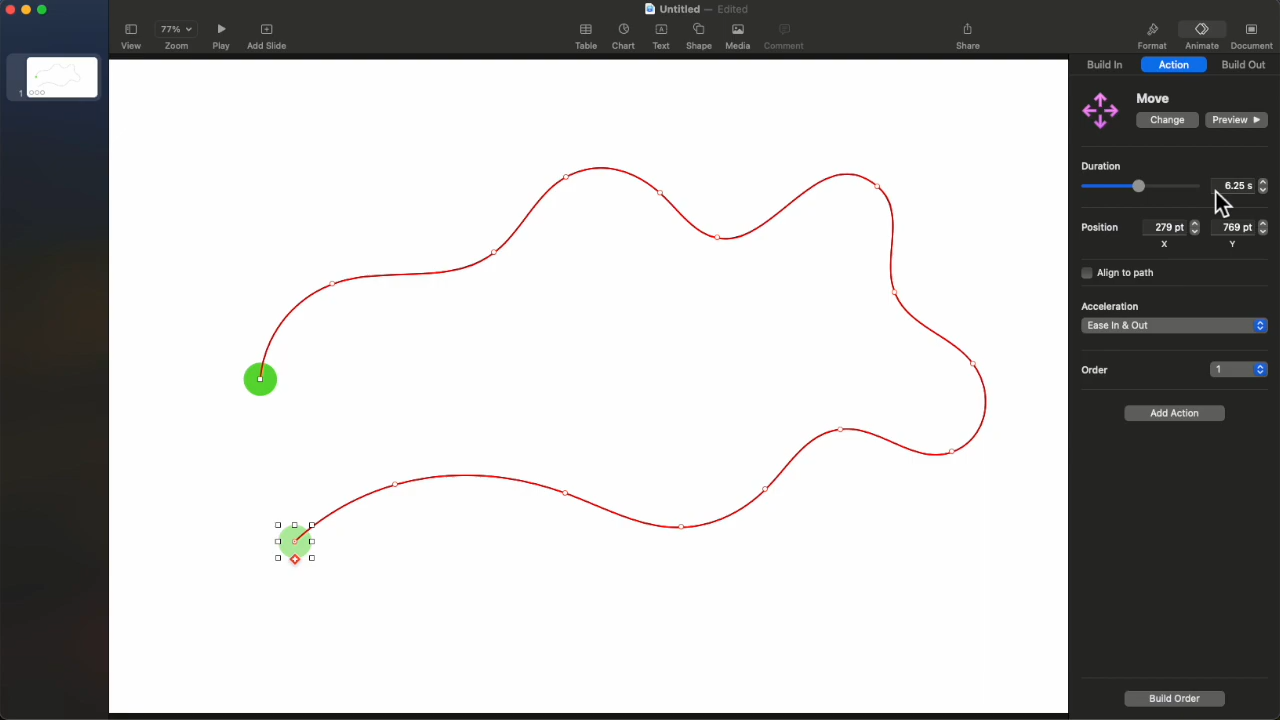 Untitled — Edited
77%
View
Zoom
Play
Add Slide
Table
Chart
Text
Shape
Media
Comment
Share
Format
Animate
Document
Build In
Action
Build Out
1
Move
Change
Preview
Duration
6.25 s
Position
279 pt
769 pt
X
Y
Align to path
Acceleration
Ease In & Out
Order
1
Add Action
Build Order